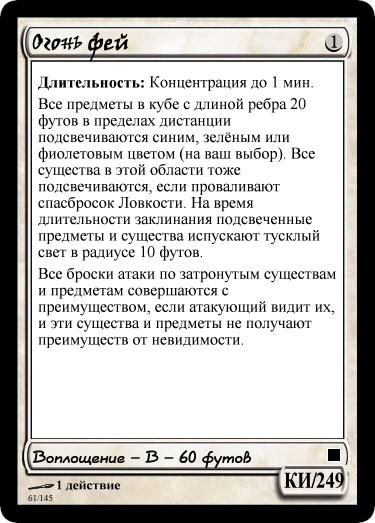 Огонь фей
1
Длительность: Концентрация до 1 мин.
Все предметы в кубе с длиной ребра 20
футов в пределах дистанции
подсвечиваются синим, зелёным или
фиолетовым цветом (на ваш выбор). Все
существа в этой области тоже
подсвечиваются, если проваливают
спасбросок Ловкости. На время
длительности заклинания подсвеченные
предметы и существа испускают тусклый
свет в радиусе 10 футов.
Все броски атаки по затронутым существам
и предметам совершаются с
преимуществом, если атакующий видит их,
и эти существа и предметы не получают
преимуществ от невидимости.
Воплощение – В – 60 футов
1 действие
КИ/249
61/145